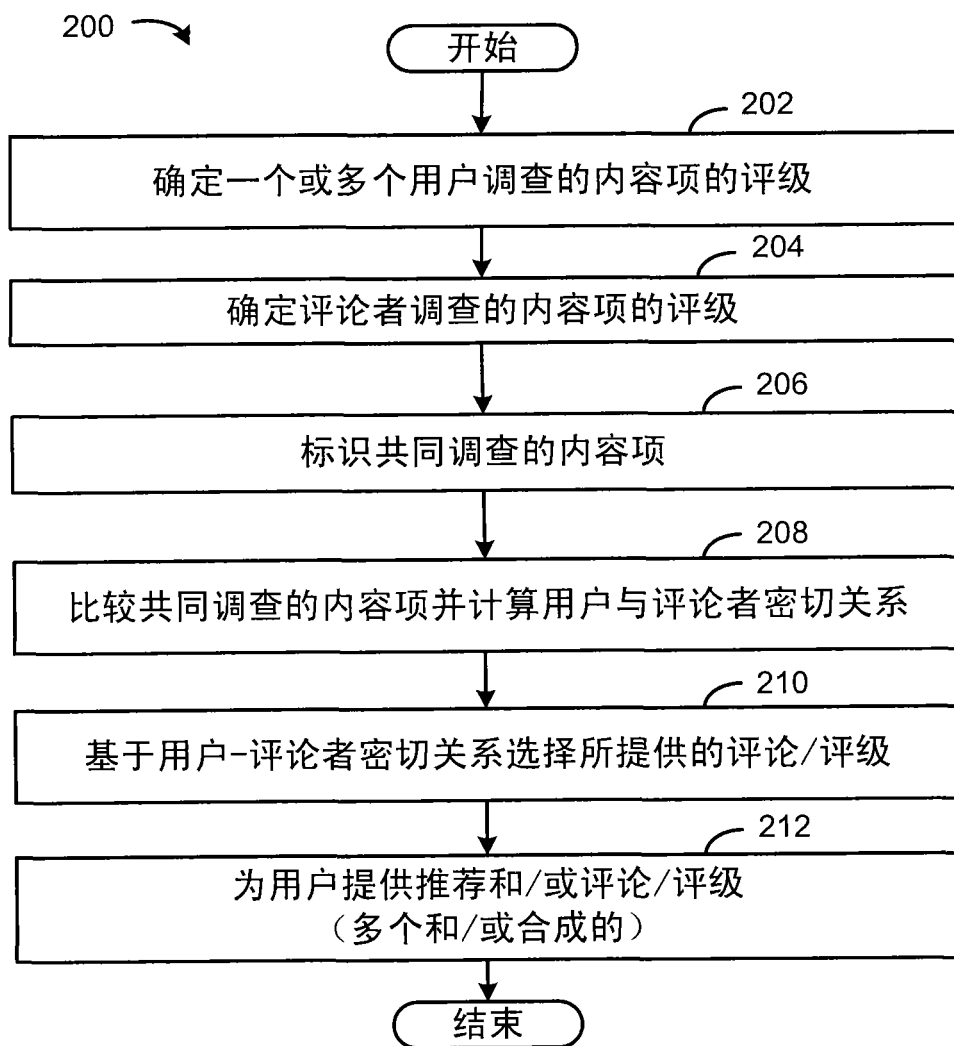 200
开始
202
确定一个或多个用户调查的内容项的评级
204
确定评论者调查的内容项的评级
206
标识共同调查的内容项
208
比较共同调查的内容项并计算用户与评论者密切关系
210
基于用户-评论者密切关系选择所提供的评论/评级
212
为用户提供推荐和/或评论/评级
（多个和/或合成的）
结束